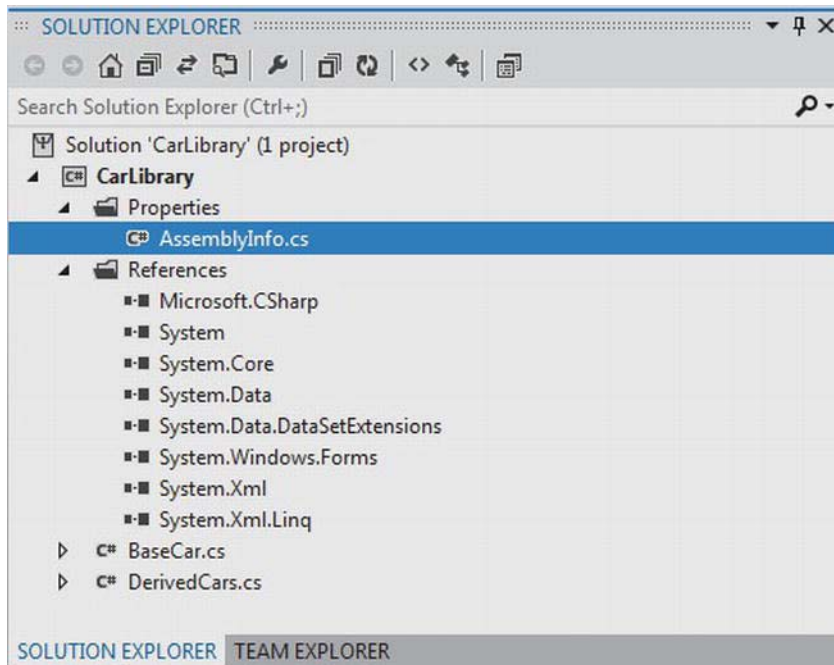 SOLUTION EXPLORER
Search Solution Explorer (Ctrl+;)
Solution 'CarLibrary' (1 project)
C# CarLibrary
Properties
C# AssemblyInfo.cs
References
Microsoft.CSharp
System
System.Core
System.Data
System.Data.DataSetExtensions
System.Windows.Forms
System.Xml
System.Xml.Linq
C# BaseCar.cs
C# DerivedCars.cs
SOLUTION EXPLORER TEAM EXPLORER